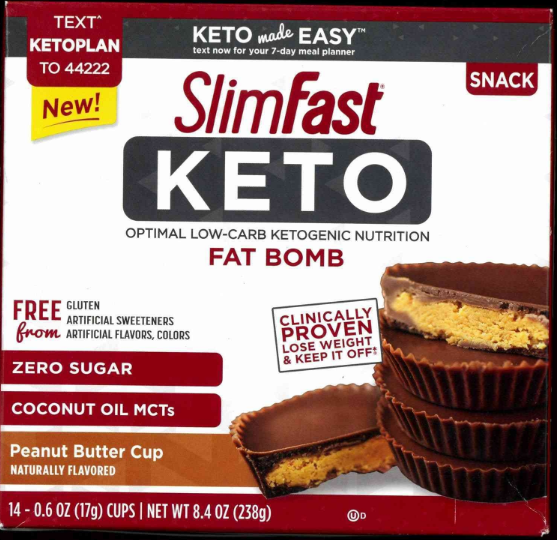 TEXT^
KETOPLAN
TO 44222
KETO made EASY™
text now for your 7-day meal planner
SNACK
New!
SlimFast®
KETO
OPTIMAL LOW-CARB KETOGENIC NUTRITION
FAT BOMB
FREE from
GLUTEN
ARTIFICIAL SWEETENERS
ARTIFICIAL FLAVORS, COLORS
CLINICALLY
PROVEN
LOSE WEIGHT
& KEEP IT OFF‡
ZERO SUGAR
COCONUT OIL MCTs
Peanut Butter Cup
NATURALLY FLAVORED
14 - 0.6 OZ (17g) CUPS | NET WT 8.4 OZ (238g)
U D